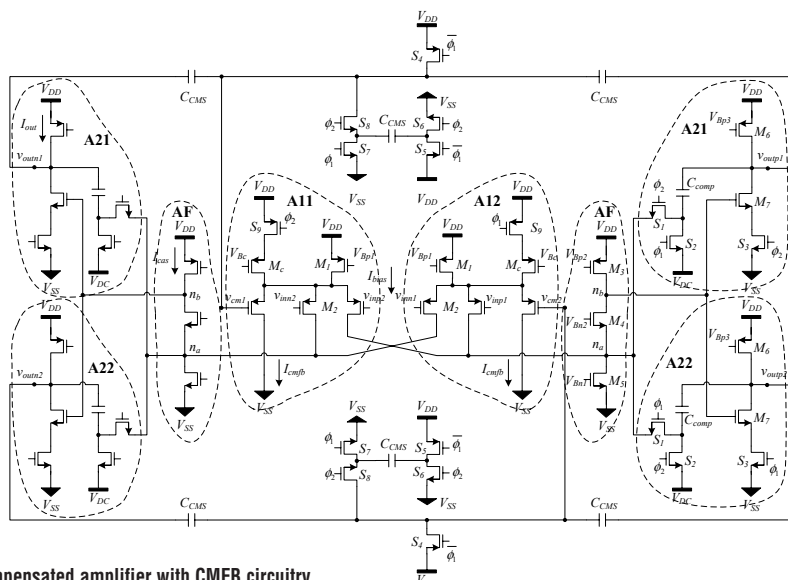 V_DD
S_4 \overline{ϕ_1}
C_CMS
C_CMS
V_DD
A21
I_out
v_outn1
V_SS
V_DC
ϕ_2 S_8
C_CMS
ϕ_1 S_7
V_SS
V_SS
S_6 ϕ_2
S_5 \overline{ϕ_1}
V_DD
A21
V_DD
V_Bp3
M_6
v_outp1
ϕ_2
C_comp
M_7
S_1
ϕ_1
S_2
S_3
ϕ_2
V_DC
V_SS
AF
V_DD
I_cas
n_b
n_a
V_SS
A11
V_DD
S_9
ϕ_2
V_DD
V_Bc
M_c
M_1
V_Bp1
I_bias
v_cm1
v_inn2
M_2
v_inp2
I_cmfb
V_SS
A12
V_DD
ϕ_1
S_9
V_DD
V_Bp1
M_1
M_c
V_Bc
v_inn1
M_2
v_inp1
v_cm2
I_cmfb
V_SS
AF
V_DD
V_Bp2
M_3
n_b
V_Bn2
M_4
n_a
V_Bn1
M_5
V_SS
V_DD
A22
v_outn2
V_SS
V_DC
V_DD
A22
V_Bp3
M_6
v_outp2
ϕ_1
S_1
C_comp
M_7
ϕ_2
S_2
S_3
ϕ_1
V_DC
V_SS
V_SS
ϕ_1 S_7
C_CMS
ϕ_2 S_8
V_DD
S_5 \overline{ϕ_1}
S_6 ϕ_2
V_SS
C_CMS
C_CMS
S_4 \overline{ϕ_1}
amplifier with CMFB circuitry